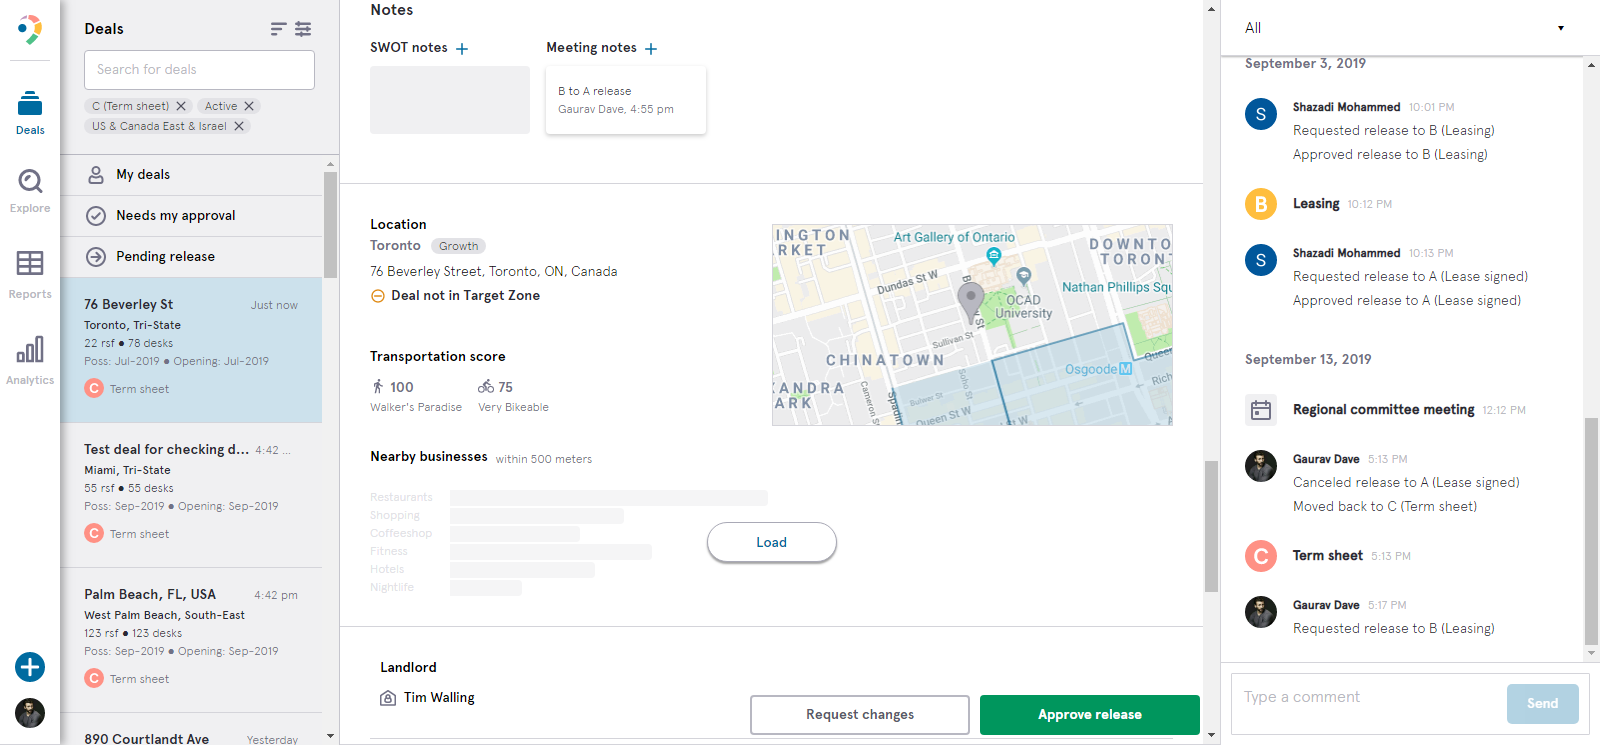 Deals
Explore
Reports
Analytics
Deals
Search for deals
C (Term sheet)
Active
US & Canada East & Israel
My deals
Needs my approval
Pending release
76 Beverley St
Just now
Toronto, Tri-State
22 rsf ● 78 desks
Poss: Jul-2019 ● Opening: Jul-2019
C Term sheet
Test deal for checking d...
4:42 ...
Miami, Tri-State
55 rsf ● 55 desks
Poss: Sep-2019 ● Opening: Sep-2019
C Term sheet
Palm Beach, FL, USA
4:42 pm
West Palm Beach, South-East
123 rsf ● 123 desks
Poss: Sep-2019 ● Opening: Sep-2019
C Term sheet
890 Courtlandt Ave
Yesterday
Notes
SWOT notes
Meeting notes
B to A release
Gaurav Dave, 4:55 pm
Location
Toronto
Growth
76 Beverley Street, Toronto, ON, Canada
Deal not in Target Zone
Transportation score
100
Walker's Paradise
75
Very Bikeable
INGTON
RKET
Art Gallery of Ontario
DOWNTO
TORONT
Dundas St W
Nathan Phillips Squ
OCAD
University
Sullivan St
CHINATOWN
Osgoode M
Queen
Rich
XANDRA
ARK
Cameron St
Spadin
Bulwer St
Soho St
Queen St W
Nearby businesses
within 500 meters
Restaurants
Shopping
Coffeeshop
Fitness
Hotels
Nightlife
Load
Landlord
Tim Walling
Request changes
Approve release
All
September 3, 2019
S
Shazadi Mohammed 10:01 PM
Requested release to B (Leasing)
Approved release to B (Leasing)
B
Leasing 10:12 PM
S
Shazadi Mohammed 10:13 PM
Requested release to A (Lease signed)
Approved release to A (Lease signed)
September 13, 2019
Regional committee meeting 12:12 PM
Gaurav Dave 5:13 PM
Canceled release to A (Lease signed)
Moved back to C (Term sheet)
C
Term sheet 5:13 PM
Gaurav Dave 5:17 PM
Requested release to B (Leasing)
Type a comment
Send